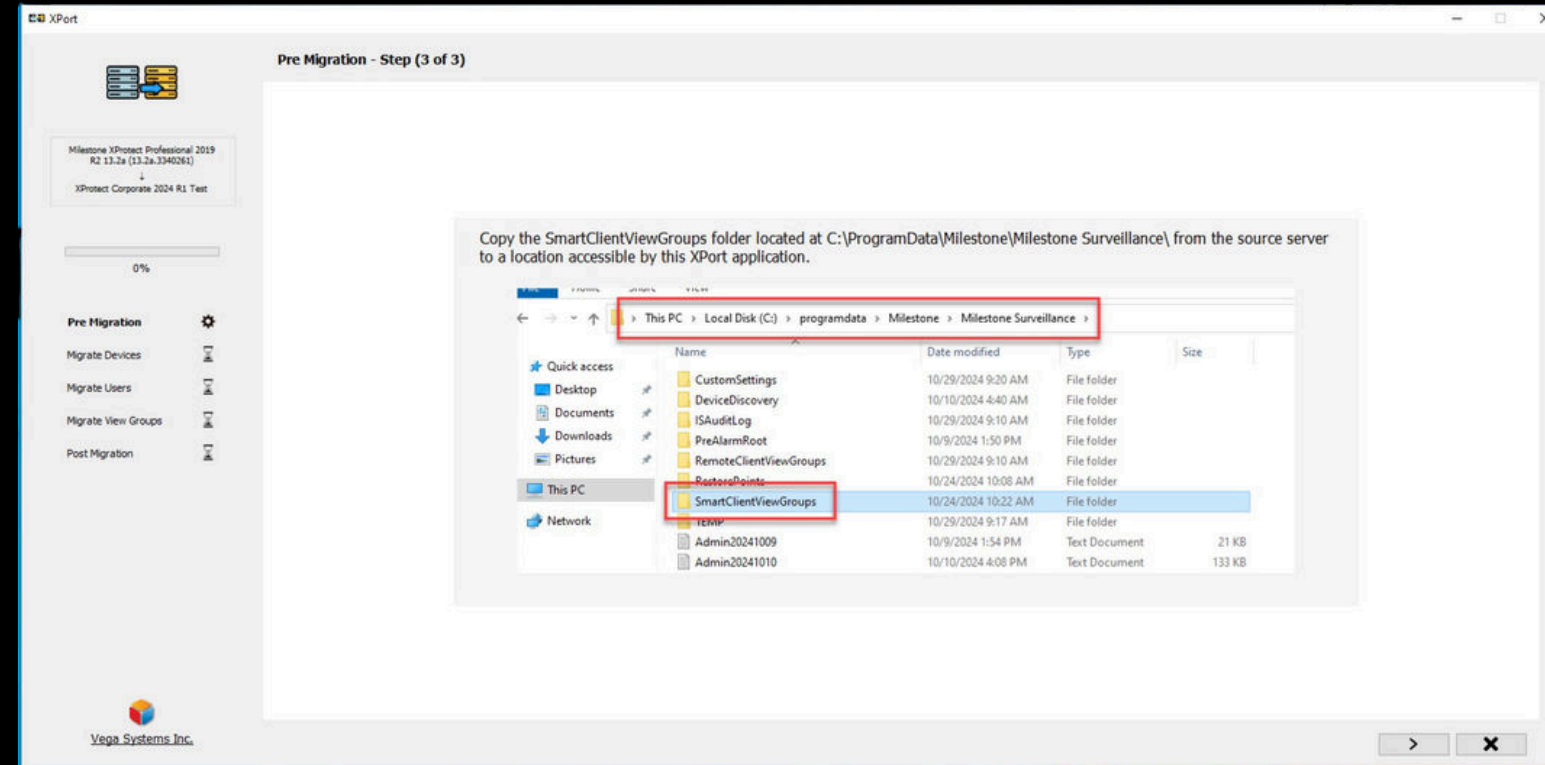 XPort
Pre Migration - Step (3 of 3)
Milestone XProtect Professional 2019
R2 13.2a (13.2a.3340261)
↓
XProtect Corporate 2024 R1 Test
0%
Pre Migration
Migrate Devices
Migrate Users
Migrate View Groups
Post Migration
Vega Systems Inc.
Copy the SmartClientViewGroups folder located at C:\ProgramData\Milestone\Milestone Surveillance\ from the source server
to a location accessible by this XPort application.
File Home Share View
This PC > Local Disk (C:) > programdata > Milestone > Milestone Surveillance >
Quick access
Desktop
Documents
Downloads
Pictures
This PC
Network
Name Date modified Type Size
CustomSettings 10/29/2024 9:20 AM File folder
DeviceDiscovery 10/10/2024 4:40 AM File folder
ISAuditLog 10/29/2024 9:10 AM File folder
PreAlarmRoot 10/9/2024 1:50 PM File folder
RemoteClientViewGroups 10/29/2024 9:10 AM File folder
RestorePoints 10/24/2024 10:08 AM File folder
SmartClientViewGroups 10/24/2024 10:22 AM File folder
TEMP 10/29/2024 9:17 AM File folder
Admin20241009 10/9/2024 1:54 PM Text Document 21 KB
Admin20241010 10/10/2024 4:08 PM Text Document 133 KB